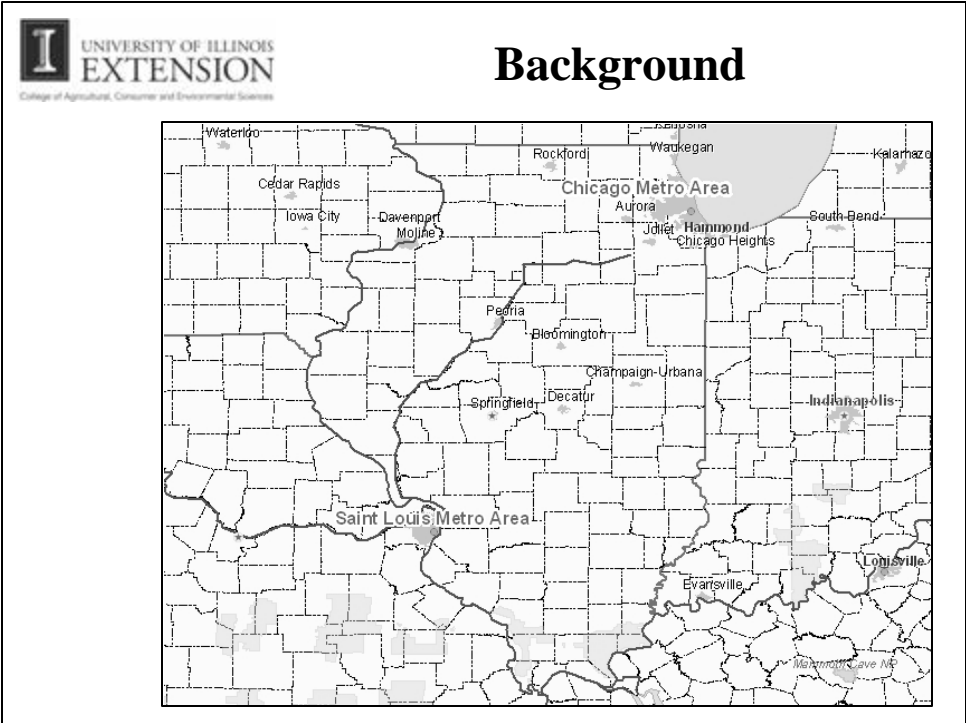 I
UNIVERSITY OF ILLINOIS
EXTENSION
College of Agricultural, Consumer and Environmental Sciences
Background
Waterloo
Kenosha
Rockford
Waukegan
Kalamazo
Cedar Rapids
Chicago Metro Area
Aurora
Iowa City
Davenport
South Bend
Moline
Joliet
Hammond
Chicago Heights
Peoria
Bloomington
Champaign-Urbana
Springfield
Decatur
Indianapolis
Saint Louis Metro Area
Louisville
Evansville
Mammoth Cave NP